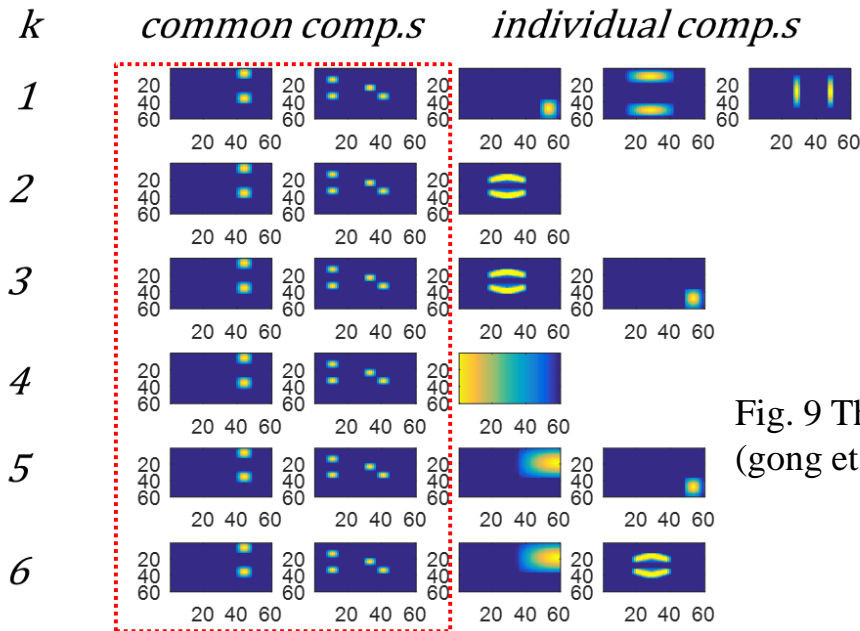 k common comp.s individual comp.s
20 20 20 20 20
1 40 40 40 40 40
60 60 60 60 60
20 40 60 20 40 60 20 40 60 20 40 60 20 40 60
20 20 20
2 40 40 40
60 60 60
20 40 60 20 40 60 20 40 60
20 20 20 20
3 40 40 40 40
60 60 60 60
20 40 60 20 40 60 20 40 60 20 40 60
20 20 20
4 40 40 40
60 60 60
20 40 60 20 40 60 20 40 60
Fig. 9 Th
(gong et
20 20 20 20
5 40 40 40 40
60 60 60 60
20 40 60 20 40 60 20 40 60 20 40 60
20 20 20 20
6 40 40 40 40
60 60 60 60
20 40 60 20 40 60 20 40 60 20 40 60